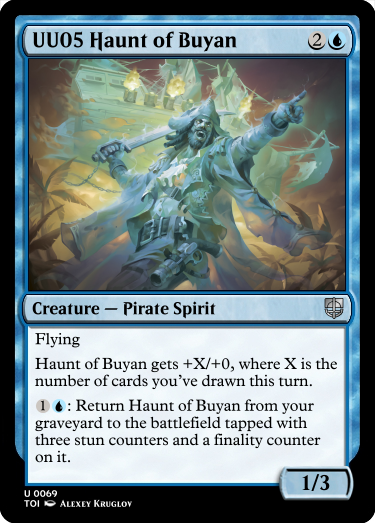 UU05 Haunt of Buyan 2
Creature — Pirate Spirit
Flying
Haunt of Buyan gets +X/+0, where X is the
number of cards you've drawn this turn.
1 : Return Haunt of Buyan from your
graveyard to the battlefield tapped with
three stun counters and a finality counter
on it.
1/3
U 0069
TOI Alexey Kruglov